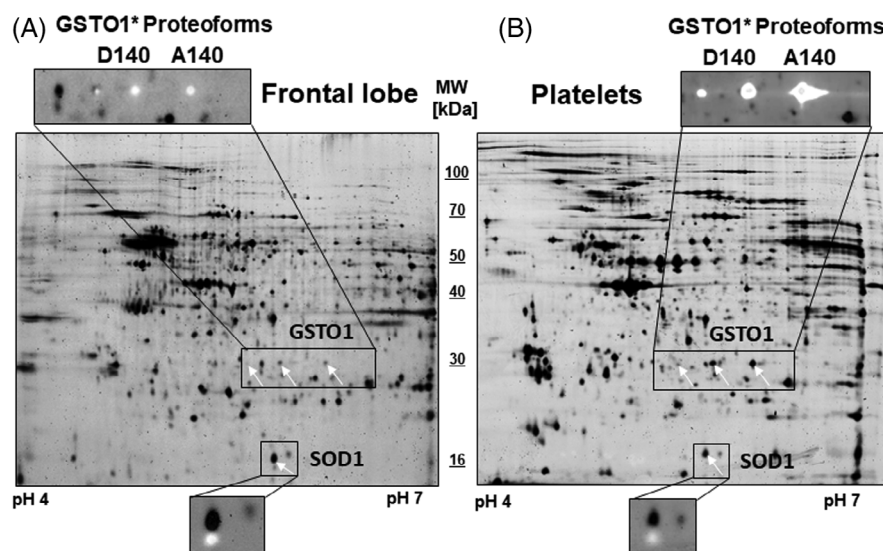 (A)
GSTO1* Proteoforms
D140 A140
Frontal lobe
MW
[kDa]
100
70
50
40
30
16
GSTO1
SOD1
pH 4
pH 7
(B)
GSTO1* Proteoforms
D140 A140
Platelets
GSTO1
SOD1
pH 4
pH 7